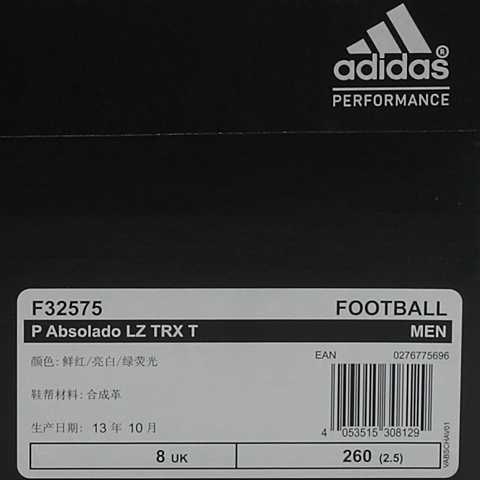 adidas®
PERFORMANCE
F32575 FOOTBALL
P Absolado LZ TRX T MEN
颜色: 鲜红/亮白/绿荧光 EAN 0276775696
鞋帮材料: 合成革
生产日期: 13 年 10 月
4 053515 308129
VABSCHAV01
8 UK 260 (2.5)